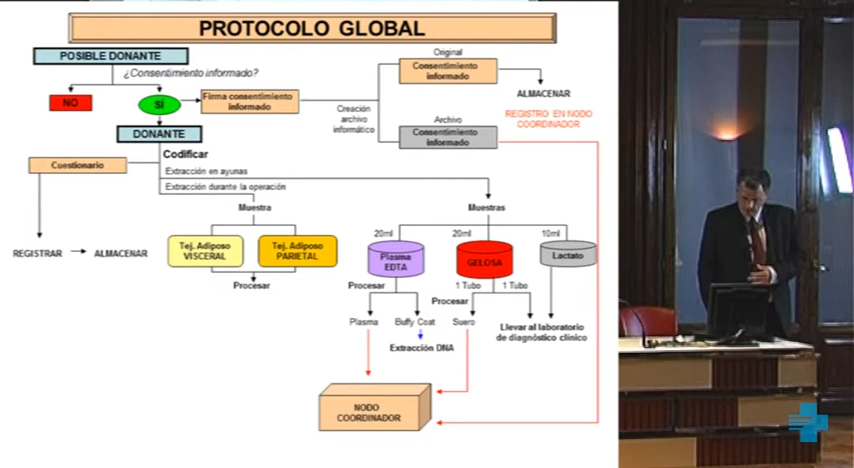 PROTOCOLO GLOBAL
POSIBLE DONANTE
¿Consentimiento informado?
NO
SÍ
Firma consentimiento
informado
Creación
archivo
informático
Original
Consentimiento
informado
ALMACENAR
REGISTRO EN NODO
COORDINADOR
Archivo
Consentimiento
informado
DONANTE
Codificar
Cuestionario
Extracción en ayunas
Extracción durante la operación
REGISTRAR
ALMACENAR
Muestra
Tej. Adiposo
VISCERAL
Tej. Adiposo
PARIETAL
Procesar
Muestras
20ml
20ml
10ml
Plasma
EDTA
GELOSA
Lactato
Procesar
1 Tubo
1 Tubo
Procesar
Plasma
Buffy Coat
Suero
Extracción DNA
Llevar al laboratorio
de diagnóstico clínico
NODO
COORDINADOR